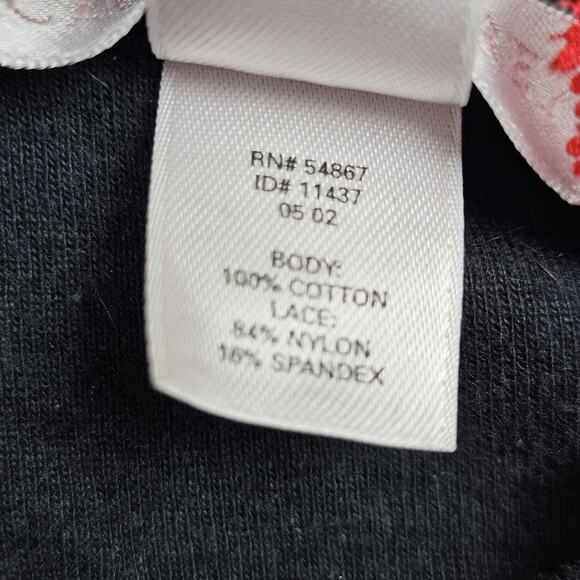 RN# 54867
ID# 11437
05 02
BODY:
100% COTTON
LACE:
84% NYLON
16% SPANDEX